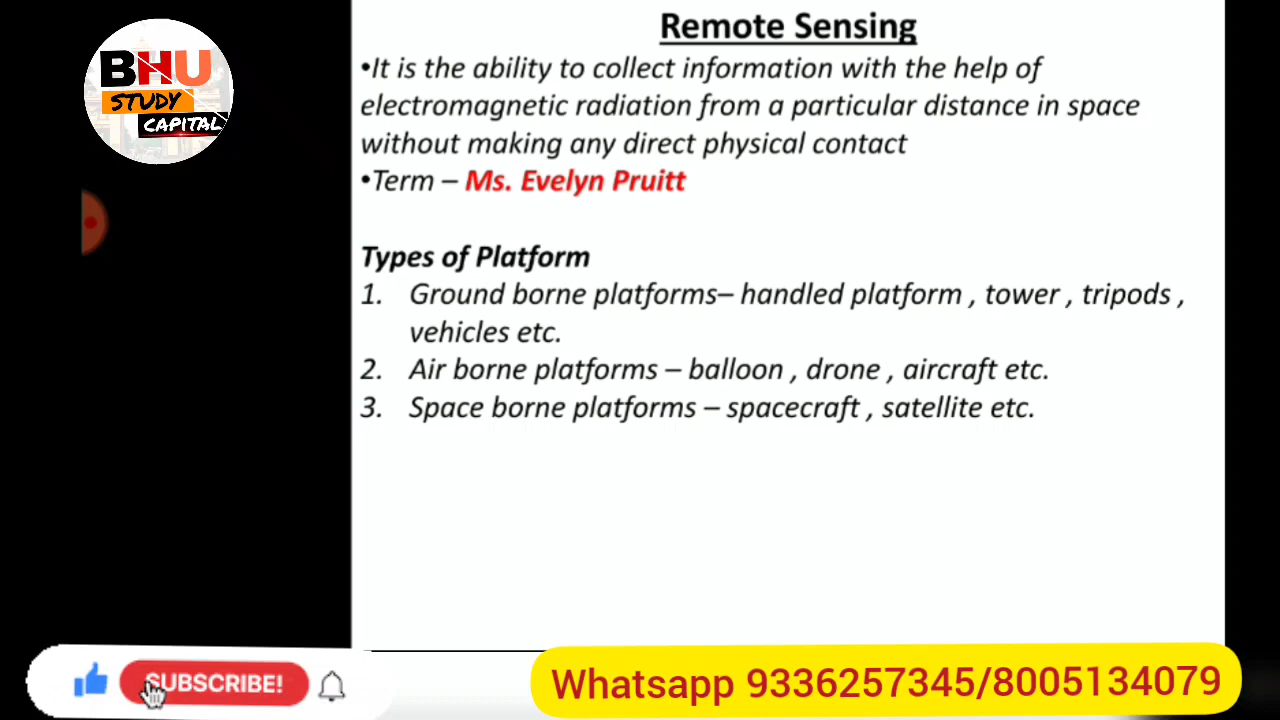 BHU
STUDY
CAPITAL
Remote Sensing
•It is the ability to collect information with the help of
electromagnetic radiation from a particular distance in space
without making any direct physical contact
•Term – Ms. Evelyn Pruitt
Types of Platform
1. Ground borne platforms– handled platform , tower , tripods ,
vehicles etc.
2. Air borne platforms – balloon , drone , aircraft etc.
3. Space borne platforms – spacecraft , satellite etc.
SUBSCRIBE!
Whatsapp 9336257345/8005134079